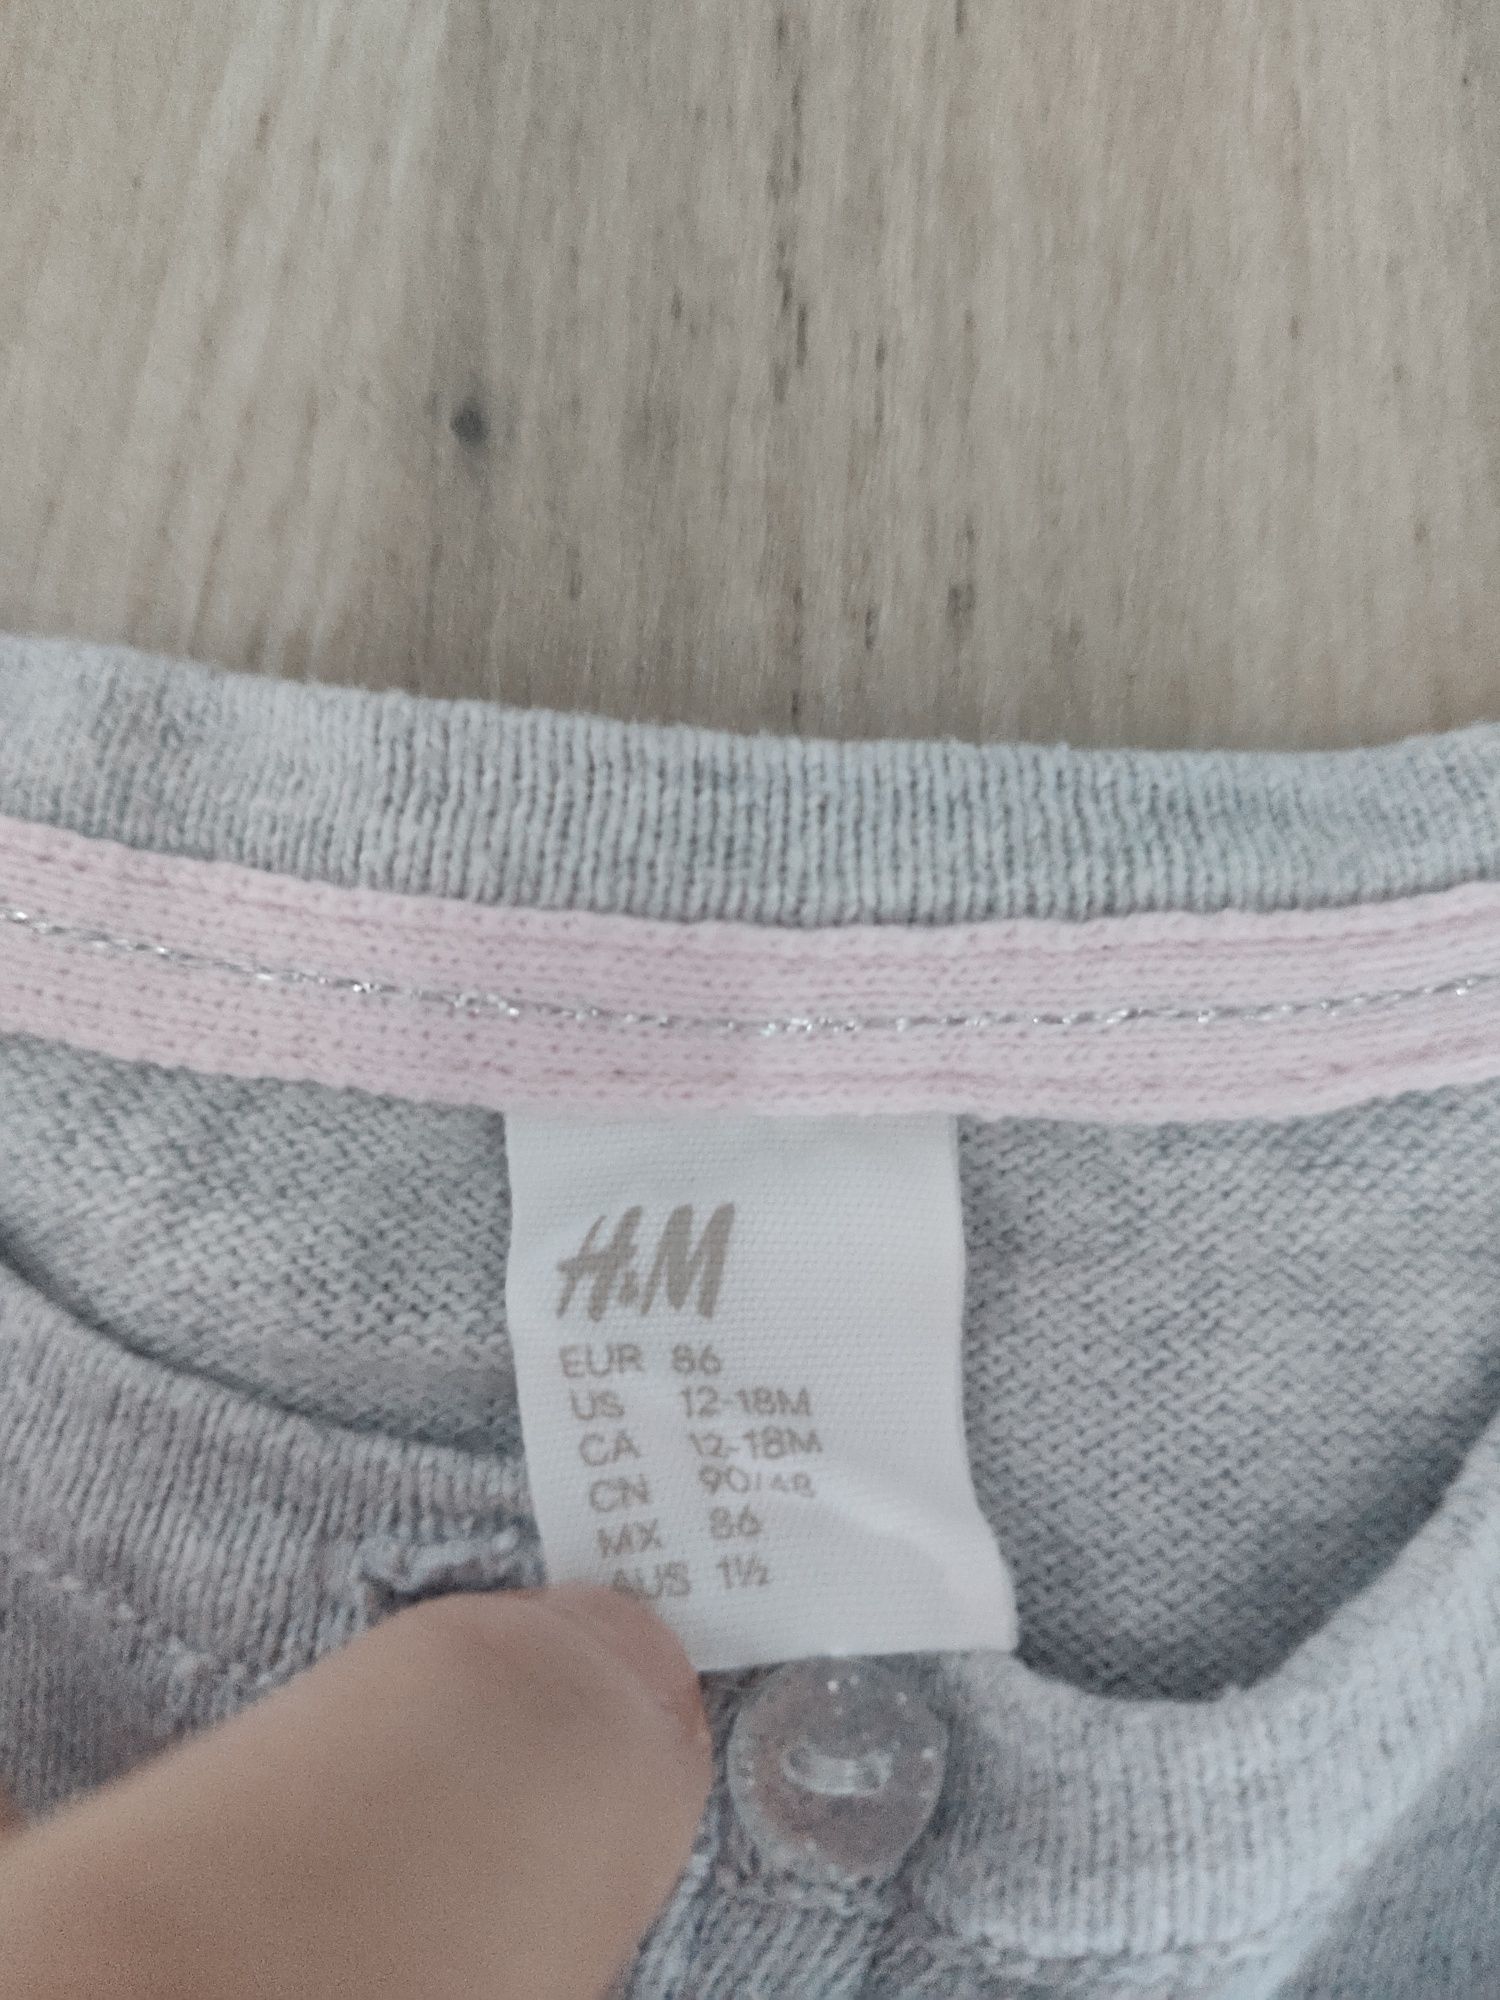 H&M
EUR 86
US 12-18M
CA 12-18M
CN 90/48
MX 86
AUS 1½